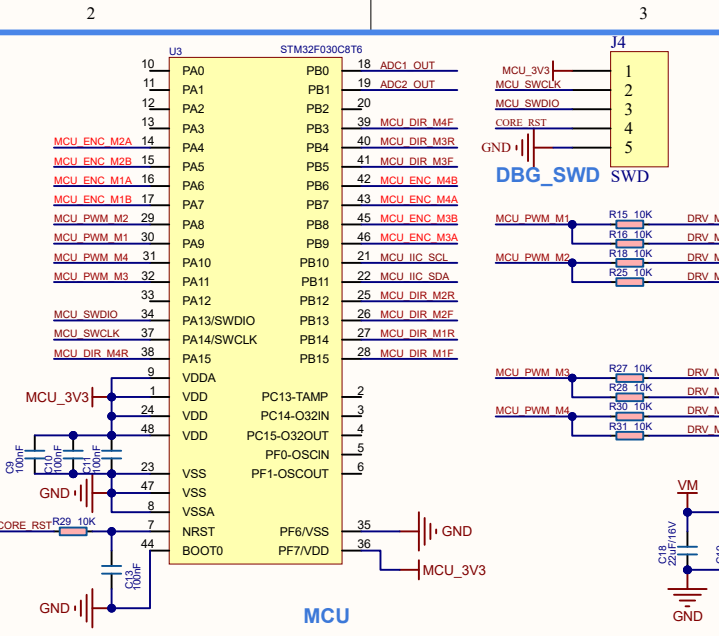 2 3
U3 STM32F030C8T6
10 PA0 PB0 18 ADC1_OUT
11 PA1 PB1 19 ADC2_OUT
12 PA2 PB2 20
13 PA3 PB3 39 MCU_DIR_M4F
MCU_ENC_M2A 14 PA4 PB4 40 MCU_DIR_M3R
MCU_ENC_M2B 15 PA5 PB5 41 MCU_DIR_M3F
MCU_ENC_M1A 16 PA6 PB6 42 MCU_ENC_M4B
MCU_ENC_M1B 17 PA7 PB7 43 MCU_ENC_M4A
MCU_PWM_M2 29 PA8 PB8 45 MCU_ENC_M3B
MCU_PWM_M1 30 PA9 PB9 46 MCU_ENC_M3A
MCU_PWM_M4 31 PA10 PB10 21 MCU_IIC_SCL
MCU_PWM_M3 32 PA11 PB11 22 MCU_IIC_SDA
33 PA12 PB12 25 MCU_DIR_M2R
MCU_SWDIO 34 PA13/SWDIO PB13 26 MCU_DIR_M2F
MCU_SWCLK 37 PA14/SWCLK PB14 27 MCU_DIR_M1R
MCU_DIR_M4R 38 PA15 PB15 28 MCU_DIR_M1F
9 VDDA
MCU_3V3 1 VDD PC13-TAMP 2
24 VDD PC14-O32IN 3
48 VDD PC15-O32OUT 4
PF0-OSCIN 5
23 VSS PF1-OSCOUT 6
C9 100nF
C10 100nF
100nF
GND 47 VSS
8 VSSA
CORE_RST R29 10K 7 NRST PF6/VSS 35 GND
44 BOOT0 PF7/VDD 36 MCU_3V3
C13 100nF
GND
MCU
J4
MCU_3V3 1
MCU_SWCLK 2
MCU_SWDIO 3
CORE_RST 4
GND 5
DBG_SWD SWD
MCU_PWM_M1 R15 10K DRV_M
R16 10K DRV_M
MCU_PWM_M2 R18 10K DRV_M
R25 10K DRV_M
MCU_PWM_M3 R27 10K DRV_M
R28 10K DRV_M
MCU_PWM_M4 R30 10K DRV_M
R31 10K DRV_M
VM
C18 22uF/16V
GND